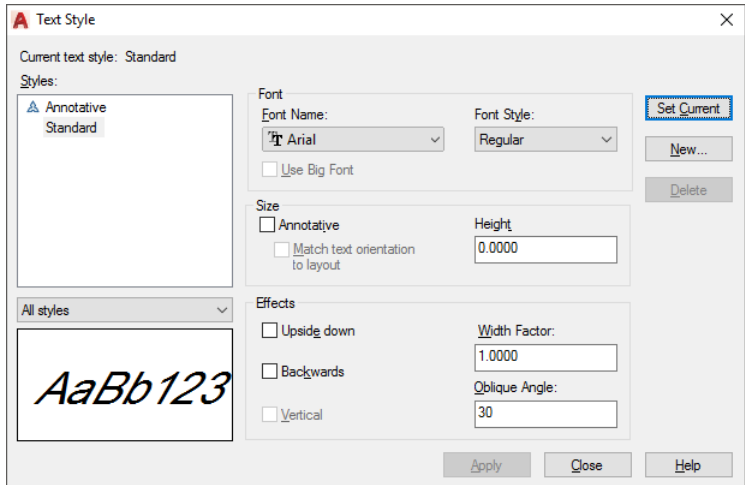 Text Style
Current text style: Standard
Styles:
Annotative
Standard
All styles
AaBb123
Font
Font Name:
Arial
Font Style:
Regular
Use Big Font
Size
Annotative
Match text orientation
to layout
Height
0.0000
Effects
Upside down
Backwards
Vertical
Width Factor:
1.0000
Oblique Angle:
30
Set Current
New...
Delete
Apply
Close
Help